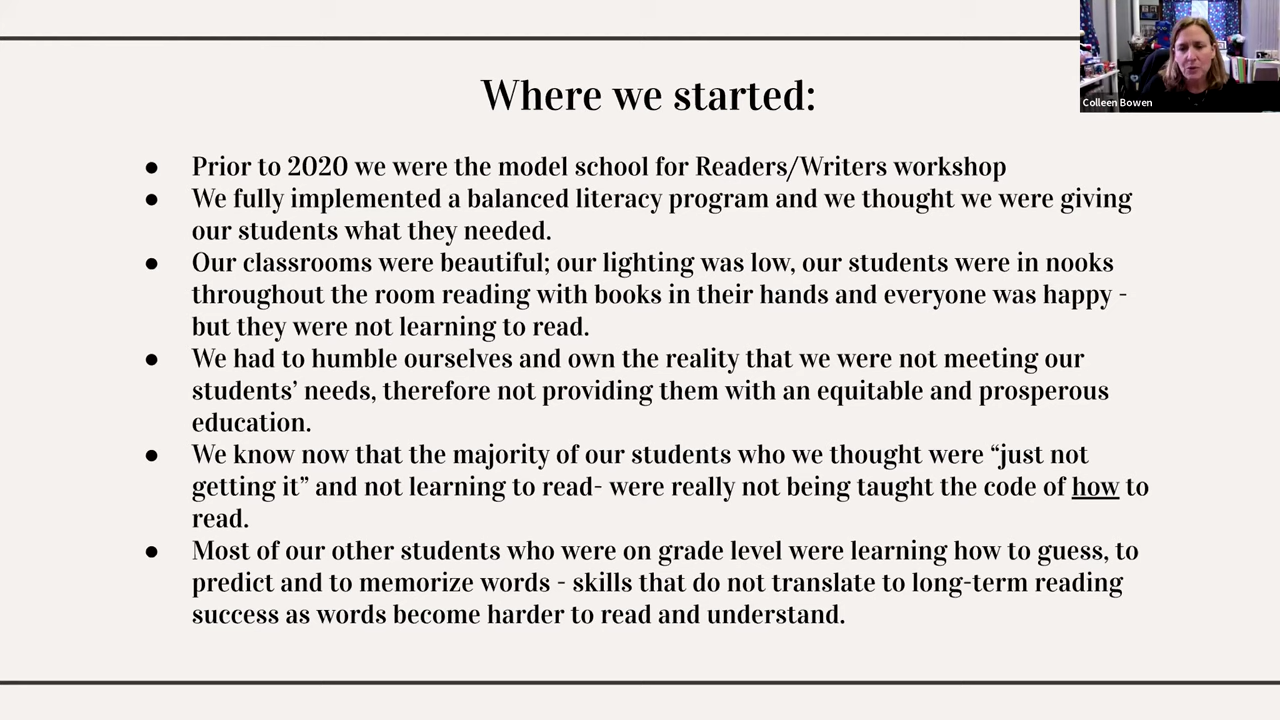 Where we started:
Colleen Bowen
● Prior to 2020 we were the model school for Readers/Writers workshop
● We fully implemented a balanced literacy program and we thought we were giving
our students what they needed.
● Our classrooms were beautiful; our lighting was low, our students were in nooks
throughout the room reading with books in their hands and everyone was happy -
but they were not learning to read.
● We had to humble ourselves and own the reality that we were not meeting our
students’ needs, therefore not providing them with an equitable and prosperous
education.
● We know now that the majority of our students who we thought were “just not
getting it” and not learning to read- were really not being taught the code of how to
read.
● Most of our other students who were on grade level were learning how to guess, to
predict and to memorize words - skills that do not translate to long-term reading
success as words become harder to read and understand.